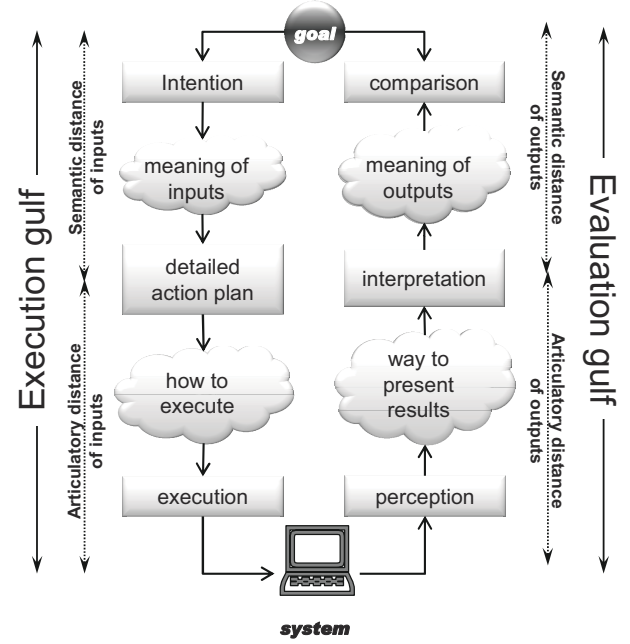 goal
Intention
comparison
meaning of
inputs
meaning of
outputs
detailed
action plan
interpretation
how to
execute
way to
present
results
execution
perception
system
Execution gulf
Semantic distance
of inputs
Articulatory distance
of inputs
Semantic distance
of outputs
Articulatory distance
of outputs
Evaluation gulf